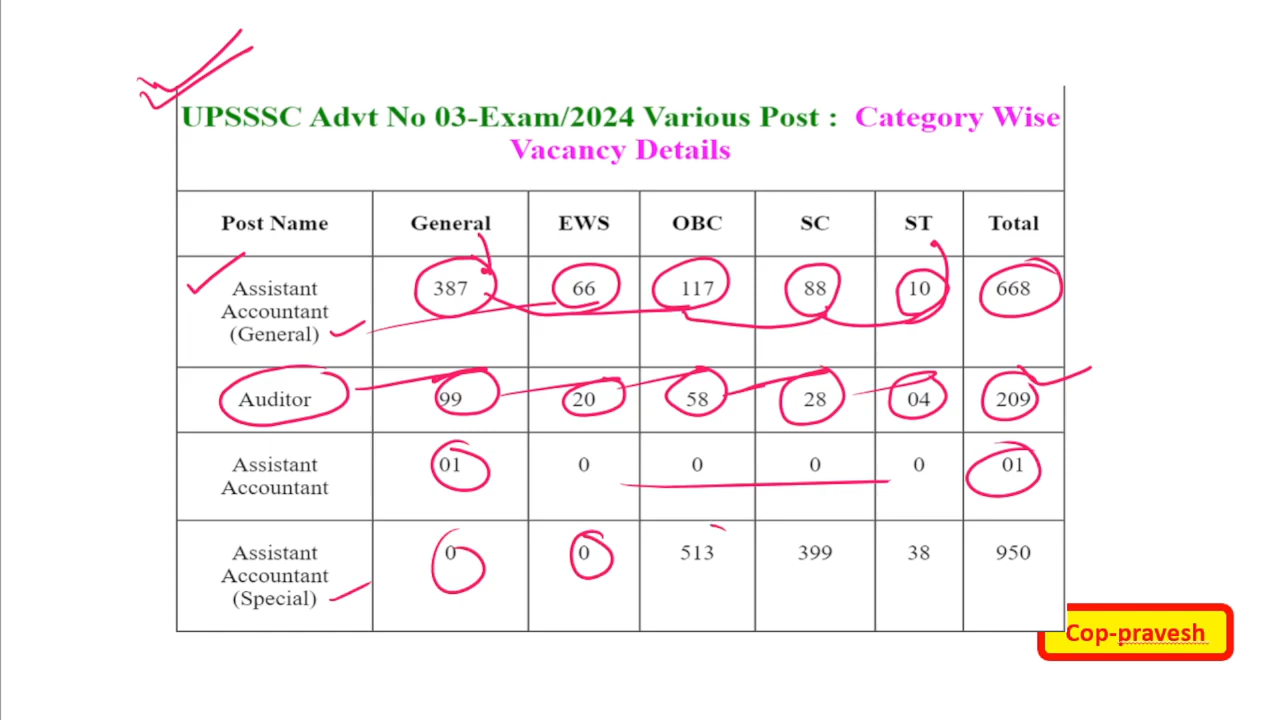 UPSSSC Advt No 03-Exam/2024 Various Post : Category Wise
Vacancy Details
Post Name General EWS OBC SC ST Total
Assistant
Accountant
(General) 387 66 117 88 10 668
Auditor 99 20 58 28 04 209
Assistant
Accountant 01 0 0 0 0 01
Assistant
Accountant
(Special) 0 0 513 399 38 950
Cop-pravesh